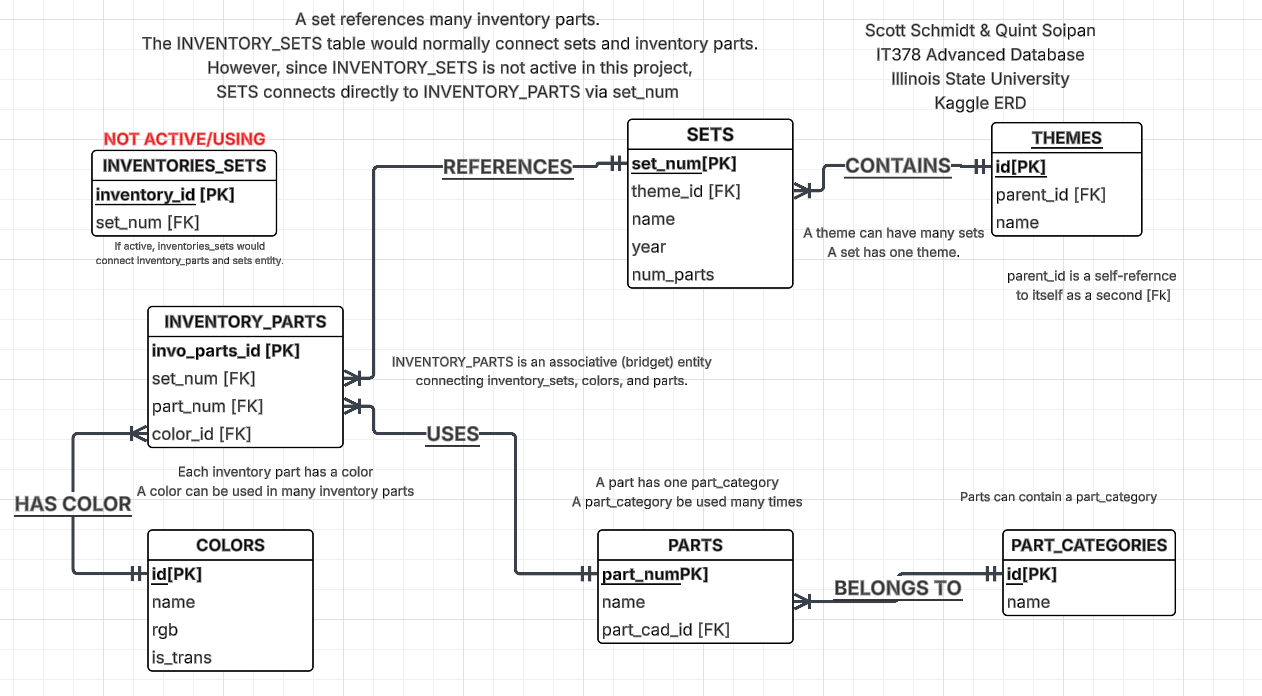 A set references many inventory parts.
The INVENTORY_SETS table would normally connect sets and inventory parts.
However, since INVENTORY_SETS is not active in this project,
SETS connects directly to INVENTORY_PARTS via set_num
Scott Schmidt & Quint Soipan
IT378 Advanced Database
Illinois State University
Kaggle ERD
NOT ACTIVE/USING
INVENTORIES_SETS
inventory_id [PK]
set_num [FK]
If active, inventories_sets would
connect inventory_parts and sets entity.
REFERENCES
SETS
set_num[PK]
theme_id [FK]
name
year
num_parts
CONTAINS
A theme can have many sets
A set has one theme.
THEMES
id[PK]
parent_id [FK]
name
parent_id is a self-refernce
to itself as a second [Fk]
INVENTORY_PARTS
invo_parts_id [PK]
set_num [FK]
part_num [FK]
color_id [FK]
INVENTORY_PARTS is an associative (bridget) entity
connecting inventory_sets, colors, and parts.
USES
Each inventory part has a color
A color can be used in many inventory parts
HAS COLOR
COLORS
id[PK]
name
rgb
is_trans
A part has one part_category
A part_category be used many times
PARTS
part_numPK]
name
part_cad_id [FK]
BELONGS TO
Parts can contain a part_category
PART_CATEGORIES
id[PK]
name